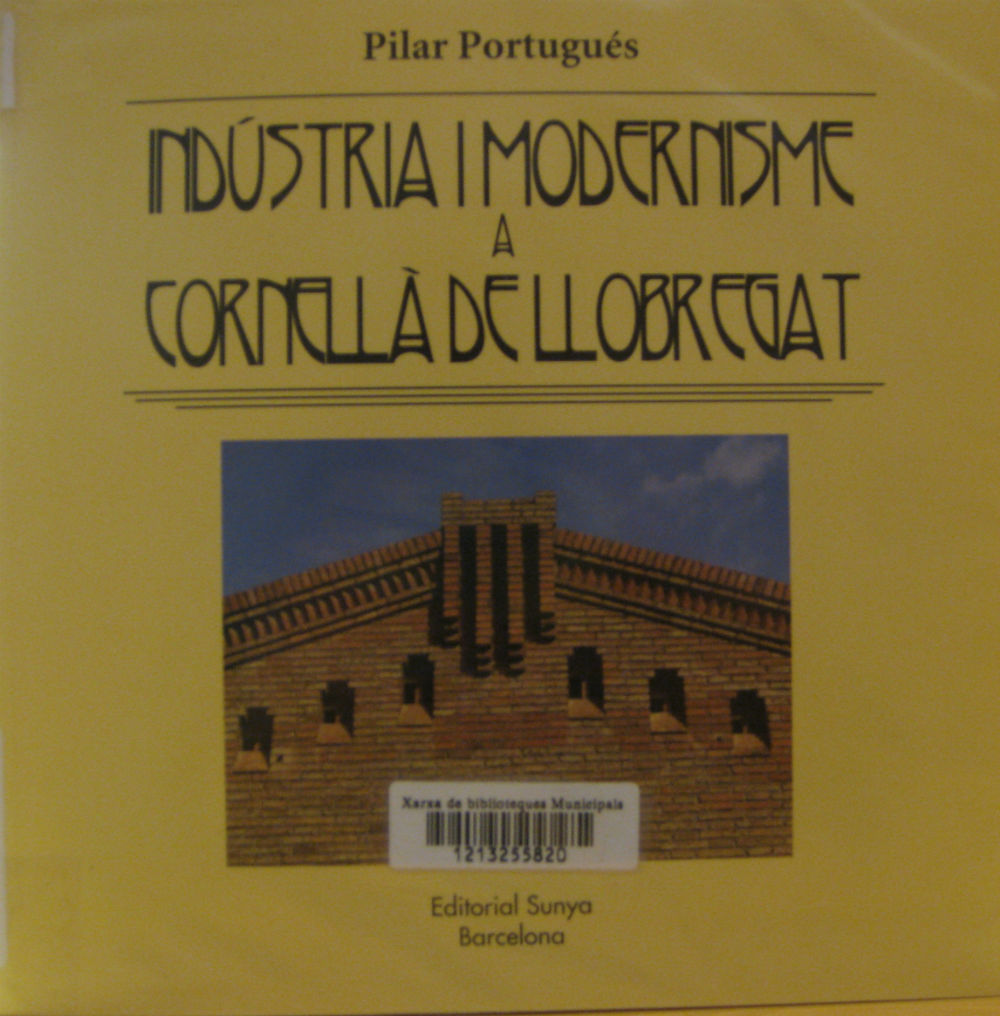 Pilar Portugués
INDÚSTRIA I MODERNISME
A
CORNELLÀ DE LLOBREGAT
Xarxa de biblioteques Municipals
1213255820
Editorial Sunya
Barcelona